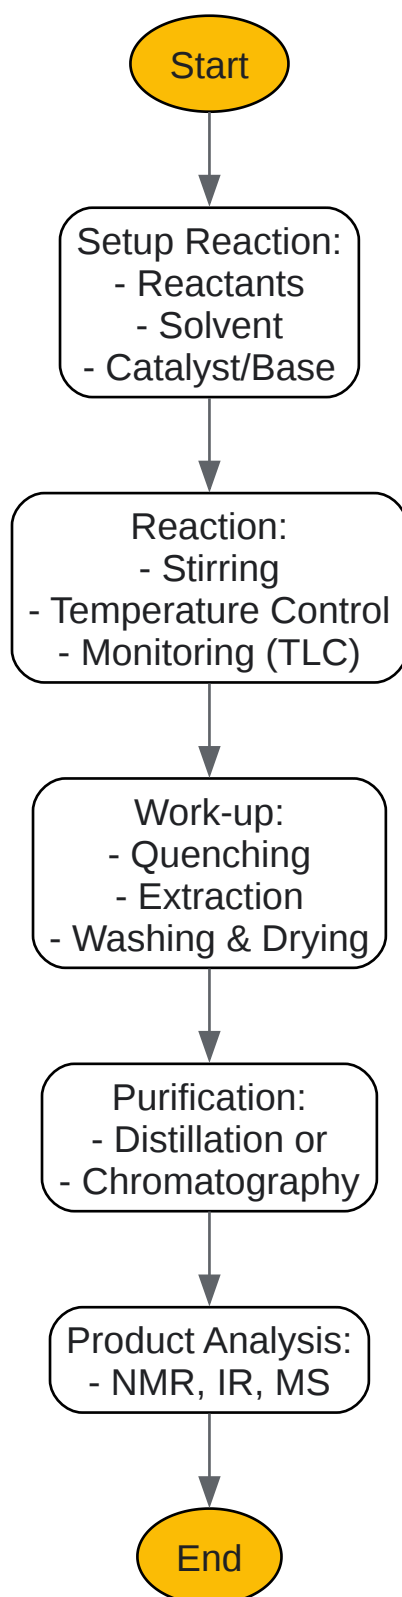 Start
Setup Reaction:
- Reactants
- Solvent
- Catalyst/Base
Reaction:
- Stirring
- Temperature Control
- Monitoring (TLC)
Work-up:
- Quenching
- Extraction
- Washing & Drying
Purification:
- Distillation or
- Chromatography
Product Analysis:
- NMR, IR, MS
End